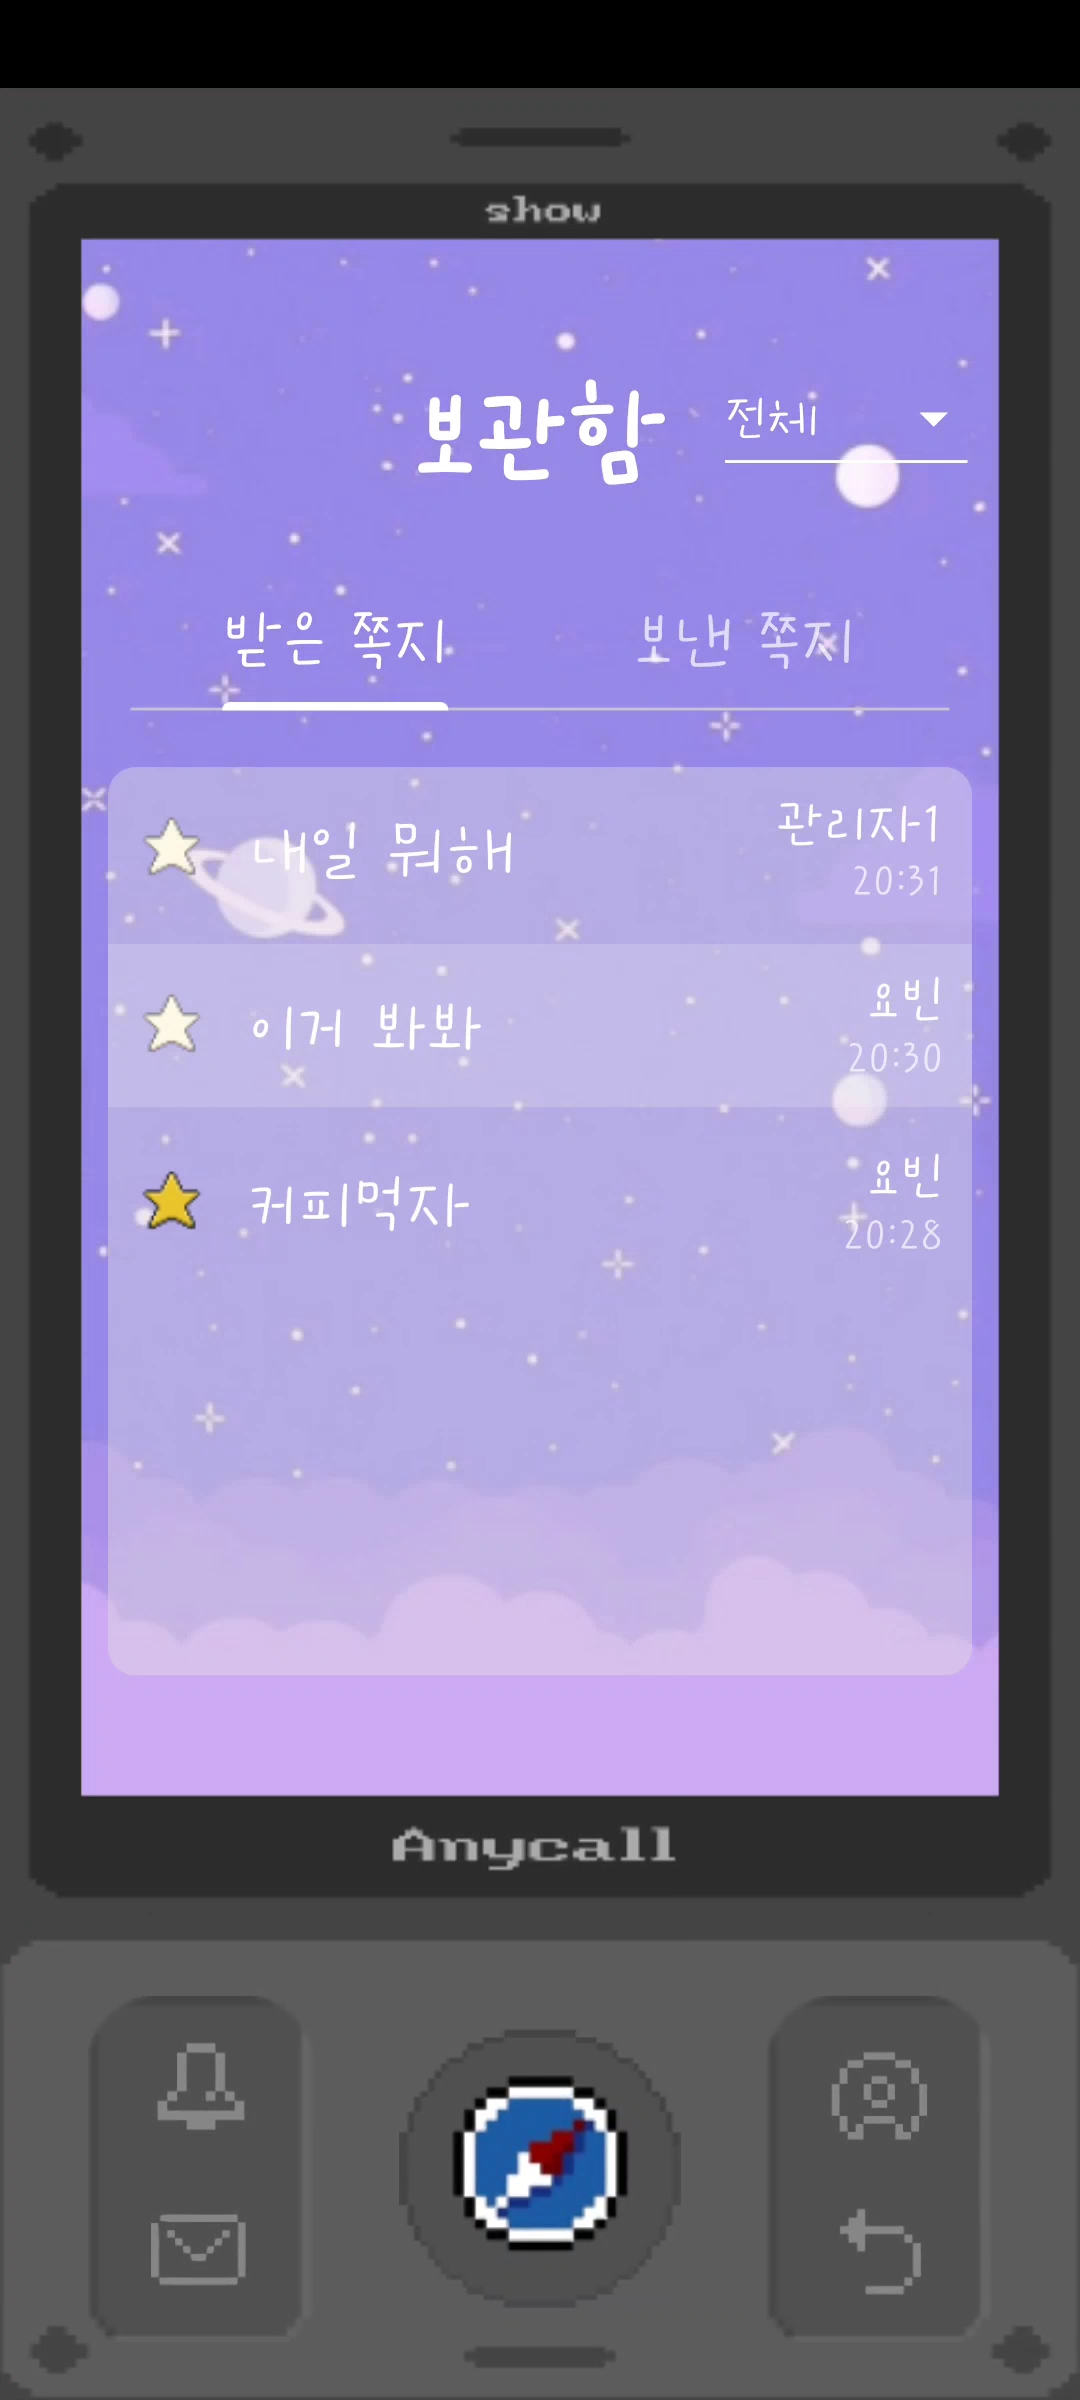 show
보관함
전체
받은 쪽지
보낸 쪽지
내일 뭐해
관리자-1
20:31
이거 봐봐
요빈
20:30
커피먹자
요빈
20:28
Anycall